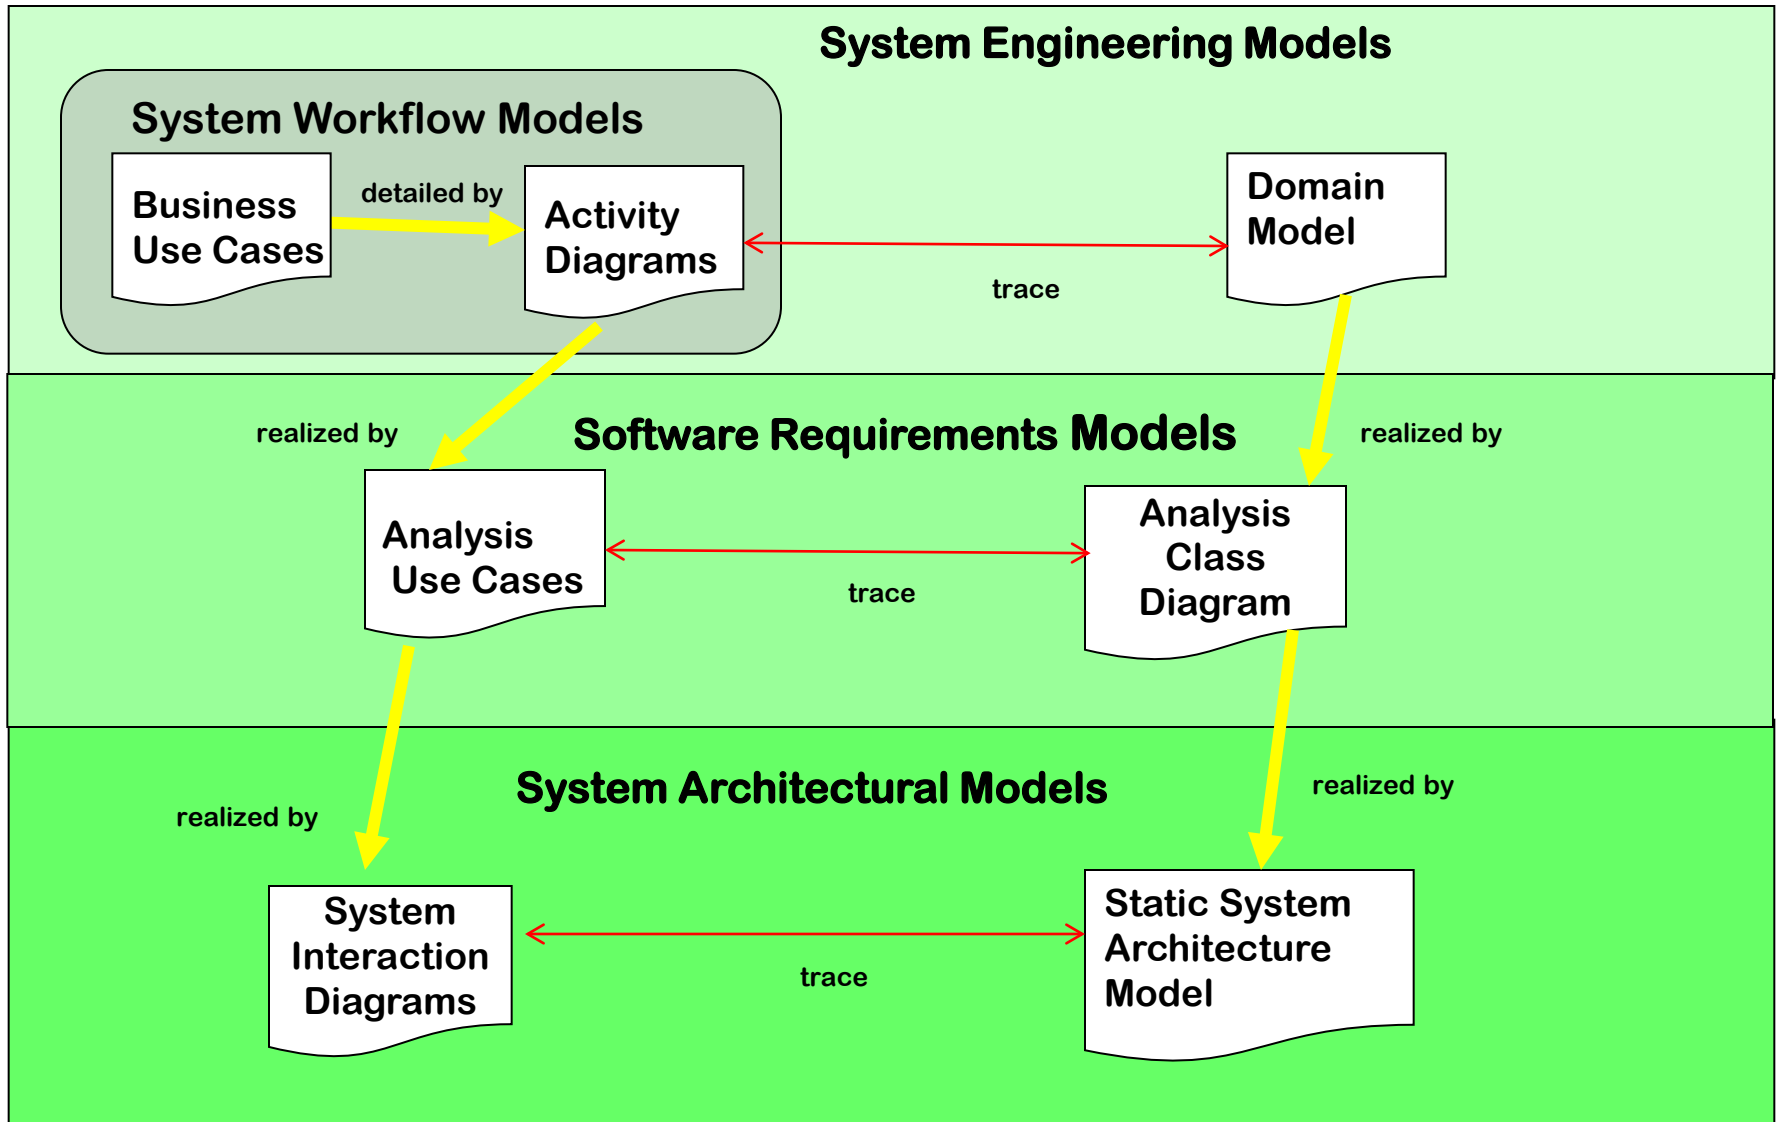 System Engineering Models
System Workflow Models
Business
Use Cases
detailed by
Activity
Diagrams
trace
Domain
Model
realized by
Software Requirements Models
realized by
Analysis
Use Cases
trace
Analysis
Class
Diagram
realized by
System Architectural Models
realized by
System
Interaction
Diagrams
trace
Static System
Architecture
Model